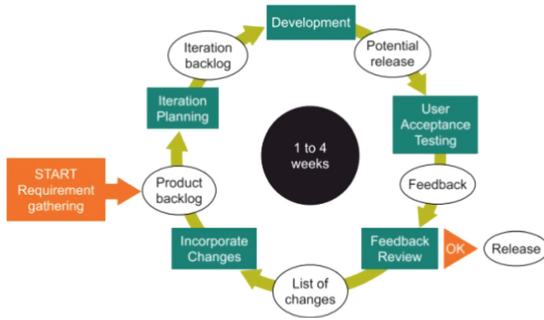 Development
Iteration
backlog
Potential
release
Iteration
Planning
User
Acceptance
Testing
1 to 4
weeks
START
Requirement
gathering
Product
backlog
Feedback
Incorporate
Changes
Feedback
Review
OK
Release
List of
changes